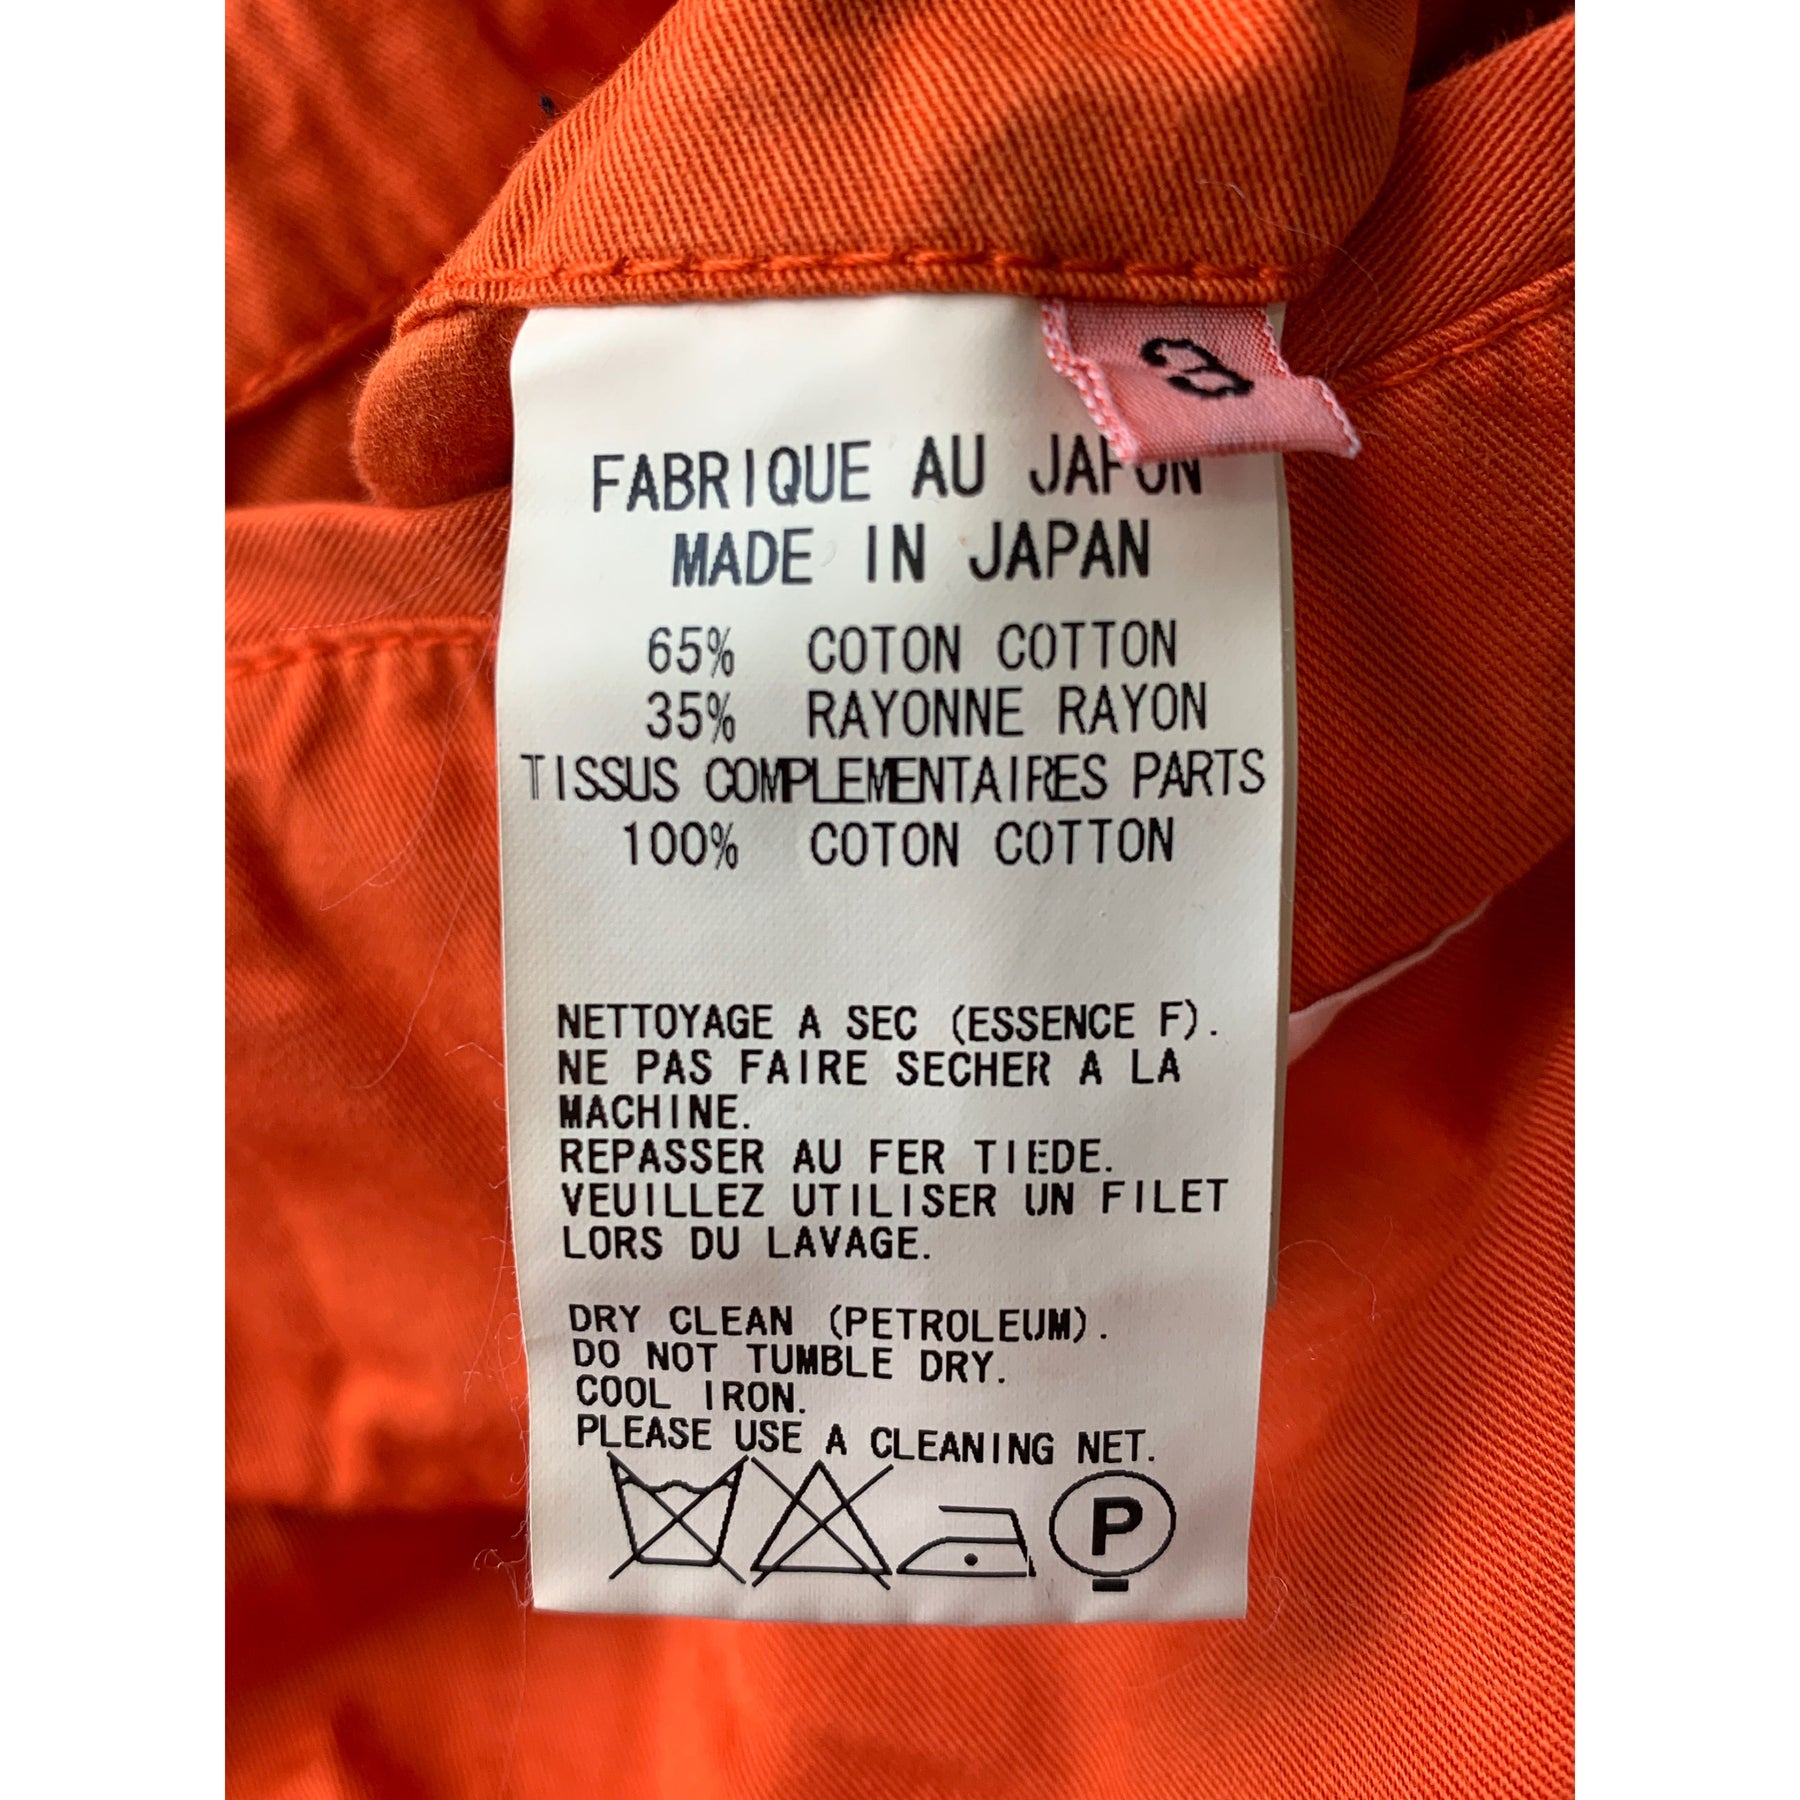 3
FABRIQUE AU JAPON
MADE IN JAPAN
65% COTON COTTON
35% RAYONNE RAYON
TISSUS COMPLEMENTAIRES PARTS
100% COTON COTTON
NETTOYAGE A SEC (ESSENCE F).
NE PAS FAIRE SECHER A LA
MACHINE.
REPASSER AU FER TIEDE.
VEUILLEZ UTILISER UN FILET
LORS DU LAVAGE.
DRY CLEAN (PETROLEUM).
DO NOT TUMBLE DRY.
COOL IRON.
PLEASE USE A CLEANING NET.
P